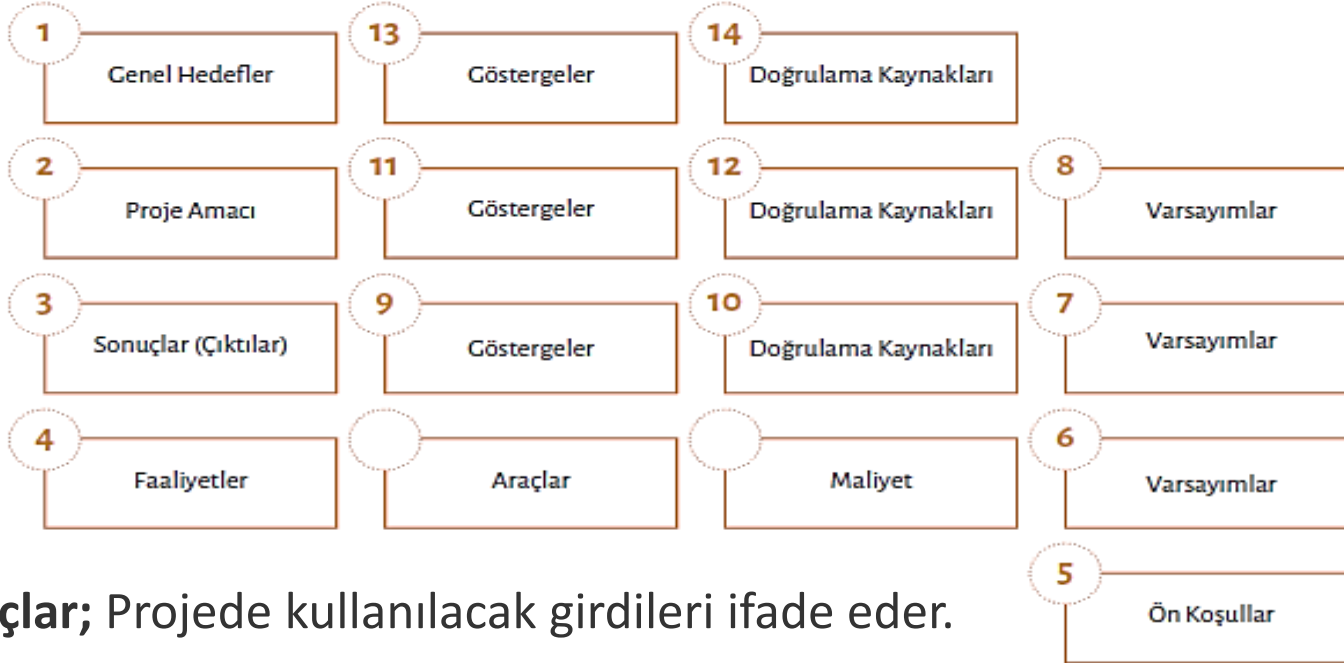 1 13 14
Genel Hedefler Göstergeler Doğrulama Kaynakları
2 11 12 8
Proje Amacı Göstergeler Doğrulama Kaynakları Varsayımlar
3 9 10 7
Sonuçlar (Çıktılar) Göstergeler Doğrulama Kaynakları Varsayımlar
4 6
Faaliyetler Araçlar Maliyet Varsayımlar
5
Ön Koşullar
çlar; Projede kullanılacak girdileri ifade eder.